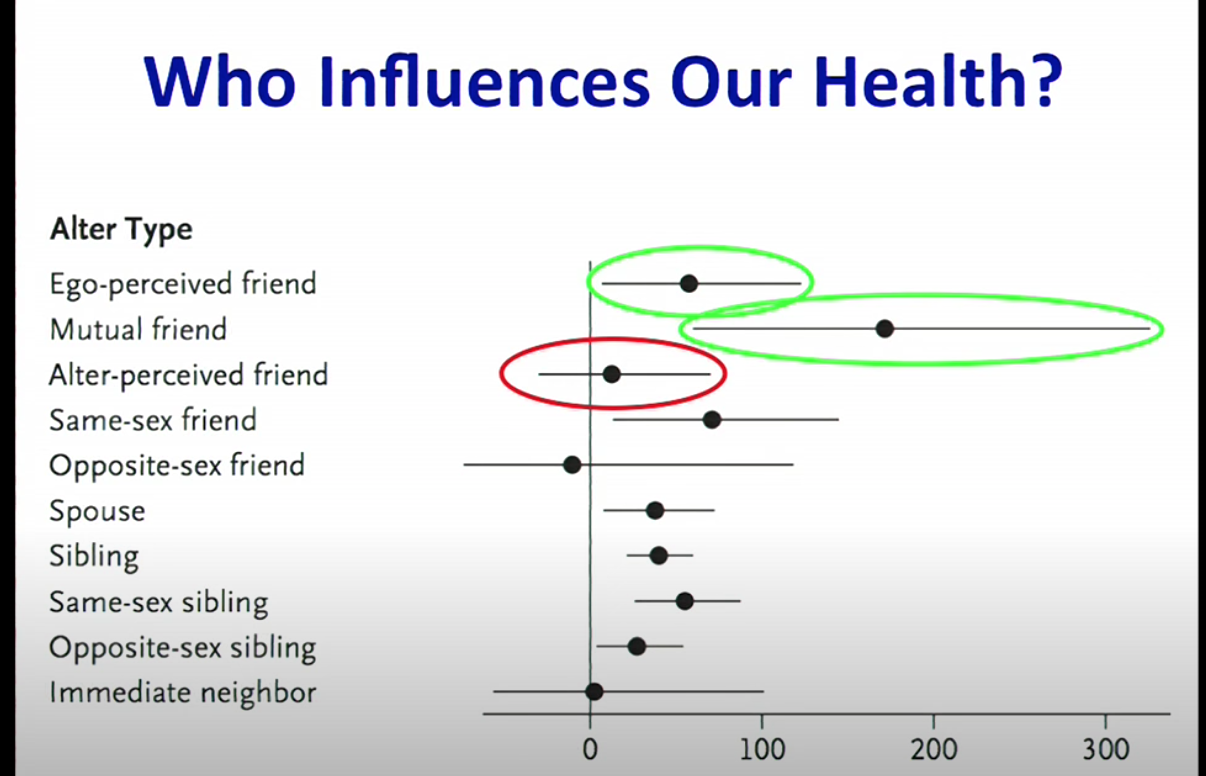 Who Influences Our Health?
Alter Type
Ego-perceived friend
Mutual friend
Alter-perceived friend
Same-sex friend
Opposite-sex friend
Spouse
Sibling
Same-sex sibling
Opposite-sex sibling
Immediate neighbor
0 100 200 300